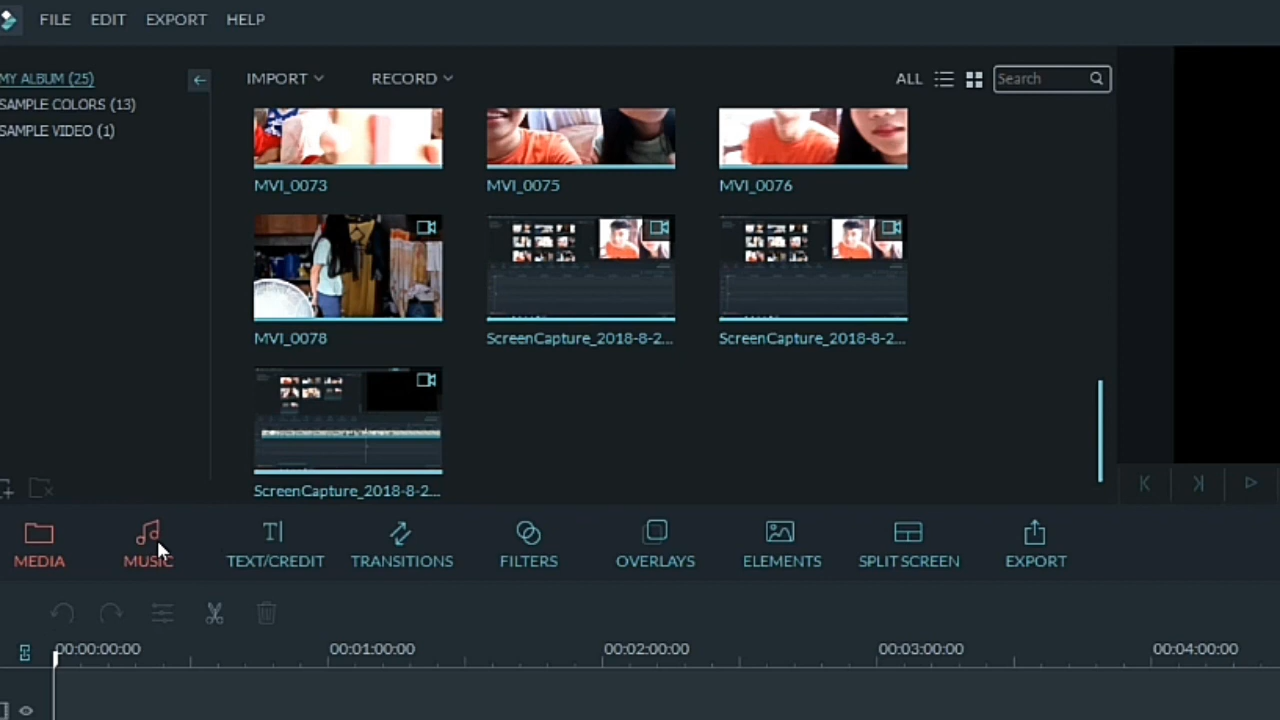 FILE EDIT EXPORT HELP
MY ALBUM (25)
IMPORT RECORD ALL Search
SAMPLE COLORS (13)
SAMPLE VIDEO (1)
MVI_0073 MVI_0075 MVI_0076
MVI_0078 ScreenCapture_2018-8-2... ScreenCapture_2018-8-2...
ScreenCapture_2018-8-2...
MEDIA MUSIC TEXT/CREDIT TRANSITIONS FILTERS OVERLAYS ELEMENTS SPLIT SCREEN EXPORT
00:00:00:00 00:01:00:00 00:02:00:00 00:03:00:00 00:04:00:00